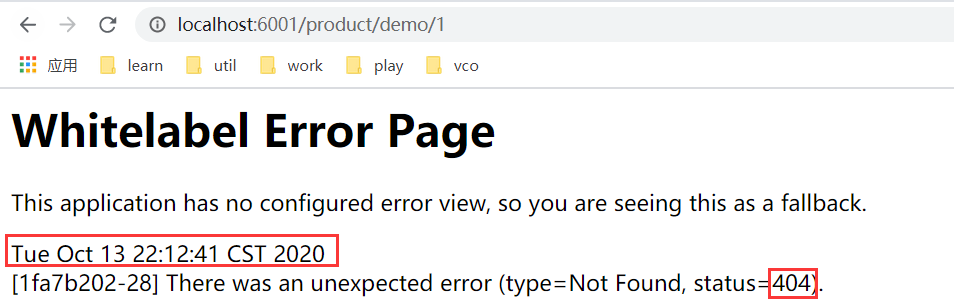 localhost:6001/product/demo/1
应用 learn util work play vco
Whitelabel Error Page
This application has no configured error view, so you are seeing this as a fallback.
Tue Oct 13 22:12:41 CST 2020
[1fa7b202-28] There was an unexpected error (type=Not Found, status=404).